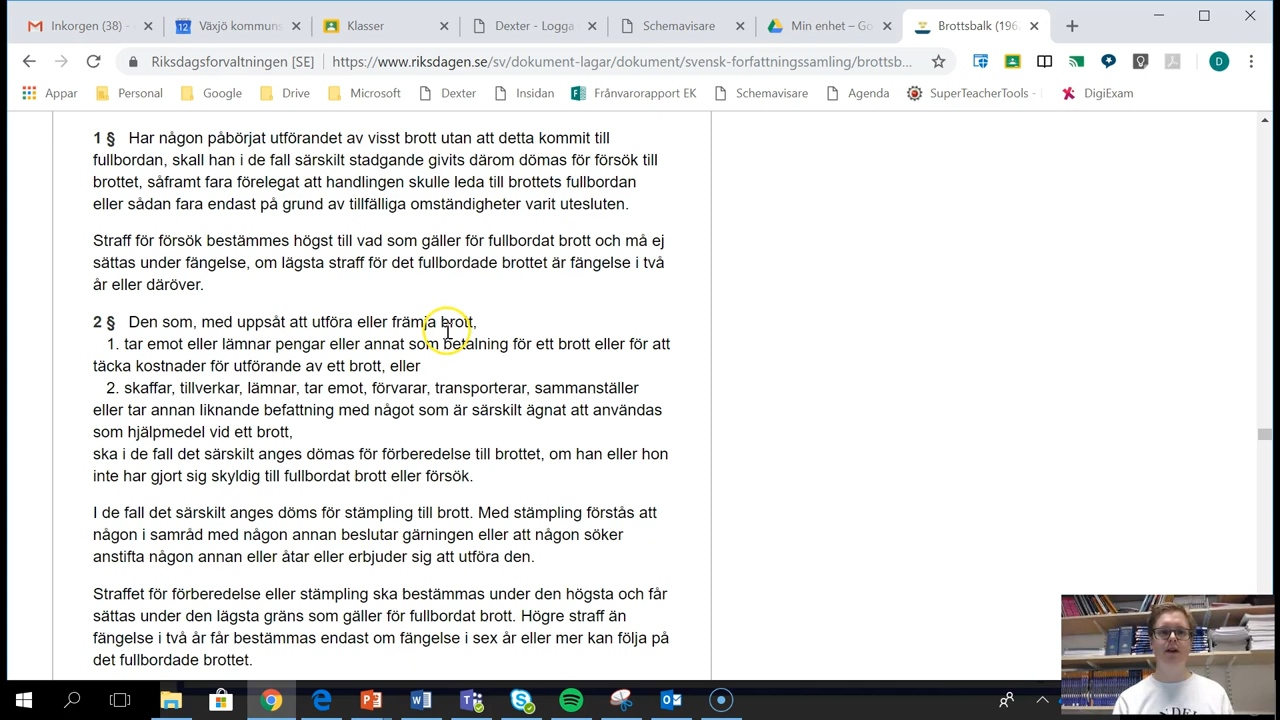 Inkorgen (38) -
12
Växjö kommuns
Klasser
Dexter - Logga
Schemavisare
Min enhet – Go
Brottsbalk (196
Riksdagsforvaltningen [SE]
https://www.riksdagen.se/sv/dokument-lagar/dokument/svensk-forfattningssamling/brottsb...
D
Appar
Personal
Google
Drive
Microsoft
Dexter
Insidan
Frånvarorapport EK
Schemavisare
Agenda
SuperTeacherTools -
DigiExam
1 § Har någon påbörjat utförandet av visst brott utan att detta kommit till
fullbordan, skall han i de fall särskilt stadgande givits därom dömas för försök till
brottet, såframt fara förelegat att handlingen skulle leda till brottets fullbordan
eller sådan fara endast på grund av tillfälliga omständigheter varit utesluten.
Straff för försök bestämmes högst till vad som gäller för fullbordat brott och må ej
sättas under fängelse, om lägsta straff för det fullbordade brottet är fängelse i två
år eller däröver.
2 § Den som, med uppsåt att utföra eller främja brott,
1. tar emot eller lämnar pengar eller annat som betalning för ett brott eller för att
täcka kostnader för utförande av ett brott, eller
2. skaffar, tillverkar, lämnar, tar emot, förvarar, transporterar, sammanställer
eller tar annan liknande befattning med något som är särskilt ägnat att användas
som hjälpmedel vid ett brott,
ska i de fall det särskilt anges dömas för förberedelse till brottet, om han eller hon
inte har gjort sig skyldig till fullbordat brott eller försök.
I de fall det särskilt anges döms för stämpling till brott. Med stämpling förstås att
någon i samråd med någon annan beslutar gärningen eller att någon söker
anstifta någon annan eller åtar eller erbjuder sig att utföra den.
Straffet för förberedelse eller stämpling ska bestämmas under den högsta och får
sättas under den lägsta gräns som gäller för fullbordat brott. Högre straff än
fängelse i två år får bestämmas endast om fängelse i sex år eller mer kan följa på
det fullbordade brottet.